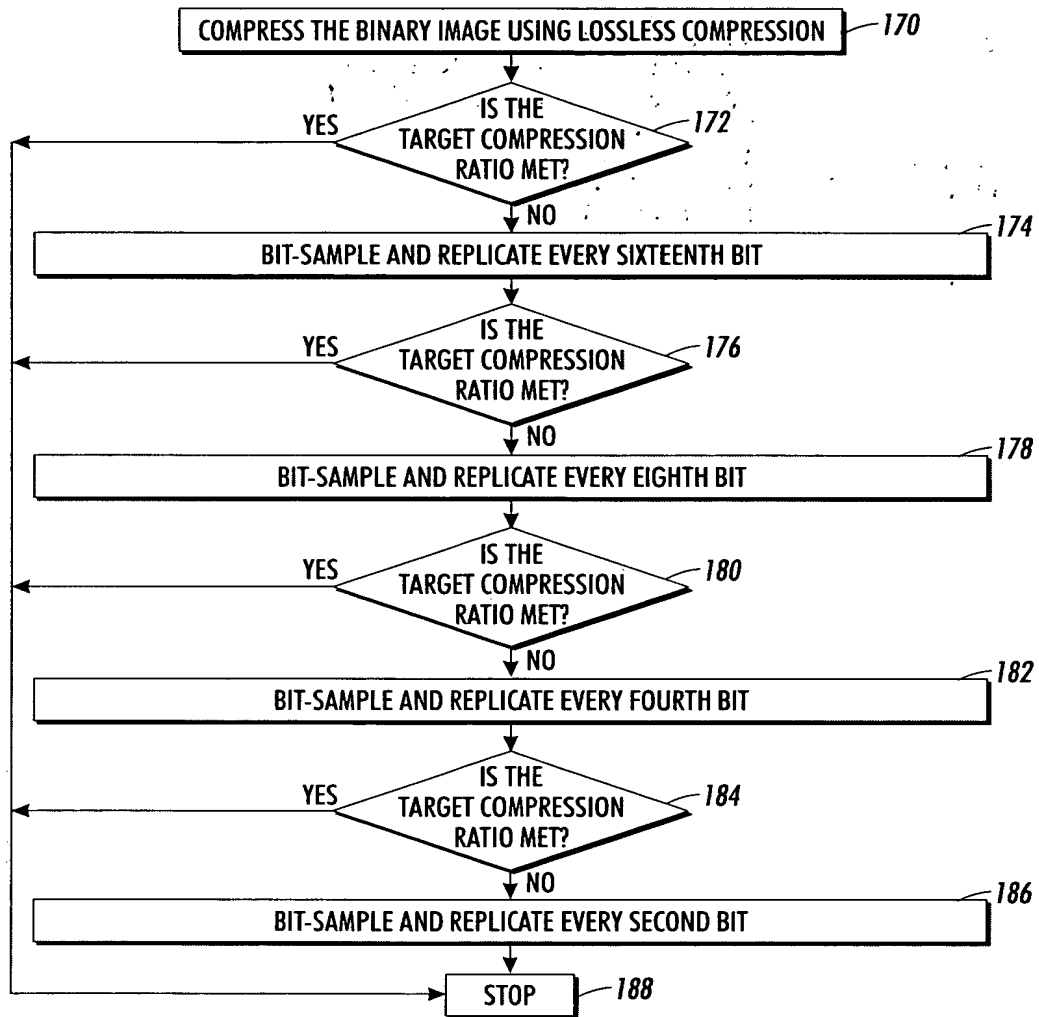 COMPRESS THE BINARY IMAGE USING LOSSLESS COMPRESSION
170
IS THE
TARGET COMPRESSION
RATIO MET?
172
YES
NO
174
BIT-SAMPLE AND REPLICATE EVERY SIXTEENTH BIT
IS THE
TARGET COMPRESSION
RATIO MET?
176
YES
NO
178
BIT-SAMPLE AND REPLICATE EVERY EIGHTH BIT
IS THE
TARGET COMPRESSION
RATIO MET?
180
YES
NO
182
BIT-SAMPLE AND REPLICATE EVERY FOURTH BIT
IS THE
TARGET COMPRESSION
RATIO MET?
184
YES
NO
186
BIT-SAMPLE AND REPLICATE EVERY SECOND BIT
STOP
188